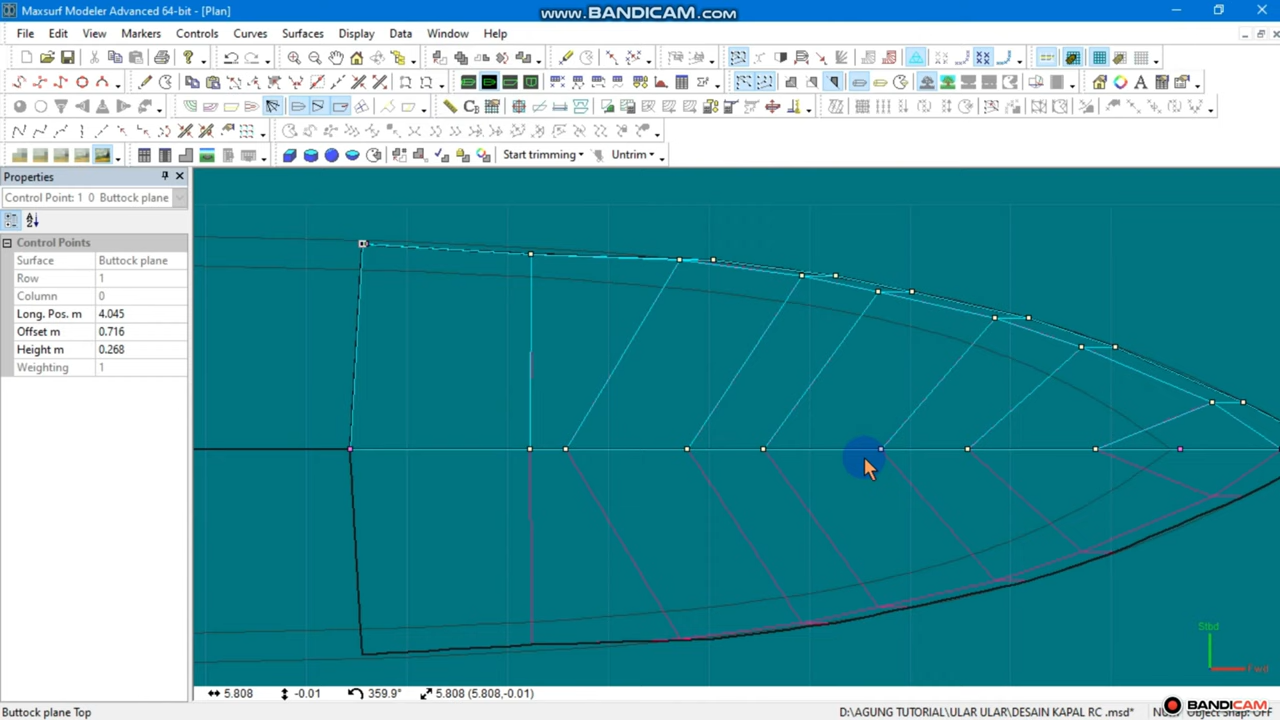 Maxsurf Modeler Advanced 64-bit - [Plan]
www.BANDICAM.com
File Edit View Markers Controls Curves Surfaces Display Data Window Help
Start trimming Untrim
Properties
Control Point: 1 0 Buttock plane
Control Points
Surface Buttock plane
Row 1
Column 0
Long. Pos. m 4.045
Offset m 0.716
Height m 0.268
Weighting 1
Stbd
Fwd
5.808 -0.01 359.9° 5.808 (5.808,-0.01)
Buttock plane Top
D:\AGUNG TUTORIAL\ULAR ULAR\DESAIN KAPAL RC .msd*
BANDICAM